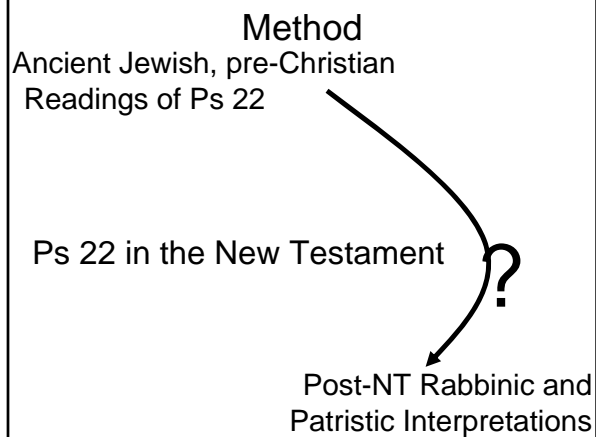 Method
Ancient Jewish, pre-Christian
Readings of Ps 22
Ps 22 in the New Testament
?
Post-NT Rabbinic and
Patristic Interpretations